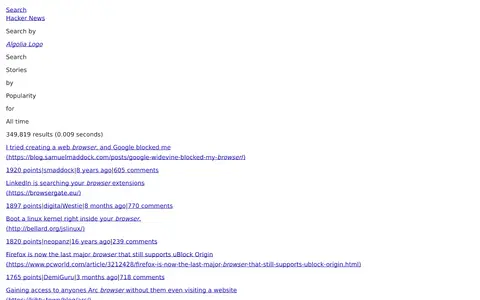 Search
Hacker News
Search by
Algolia Logo
Search
Stories
by
Popularity
for
All time
349,819 results (0.009 seconds)
I tried creating a web browser, and Google blocked me
(https://blog.samuelmaddock.com/posts/google-widevine-blocked-my-browser/)
1920 points|smaddock|8 years ago|605 comments
LinkedIn is searching your browser extensions
(https://browsergate.eu/)
1897 points|digitalWestie|8 months ago|770 comments
Boot a linux kernel right inside your browser.
(http://bellard.org/jslinux/)
1820 points|neopanz|16 years ago|239 comments
Firefox is now the last major browser that still supports uBlock Origin
(https://www.pcworld.com/article/3212428/firefox-is-now-the-last-major-browser-that-still-supports-ublock-origin.html)
1765 points|DemiGuru|3 months ago|718 comments
Gaining access to anyones Arc browser without them even visiting a website